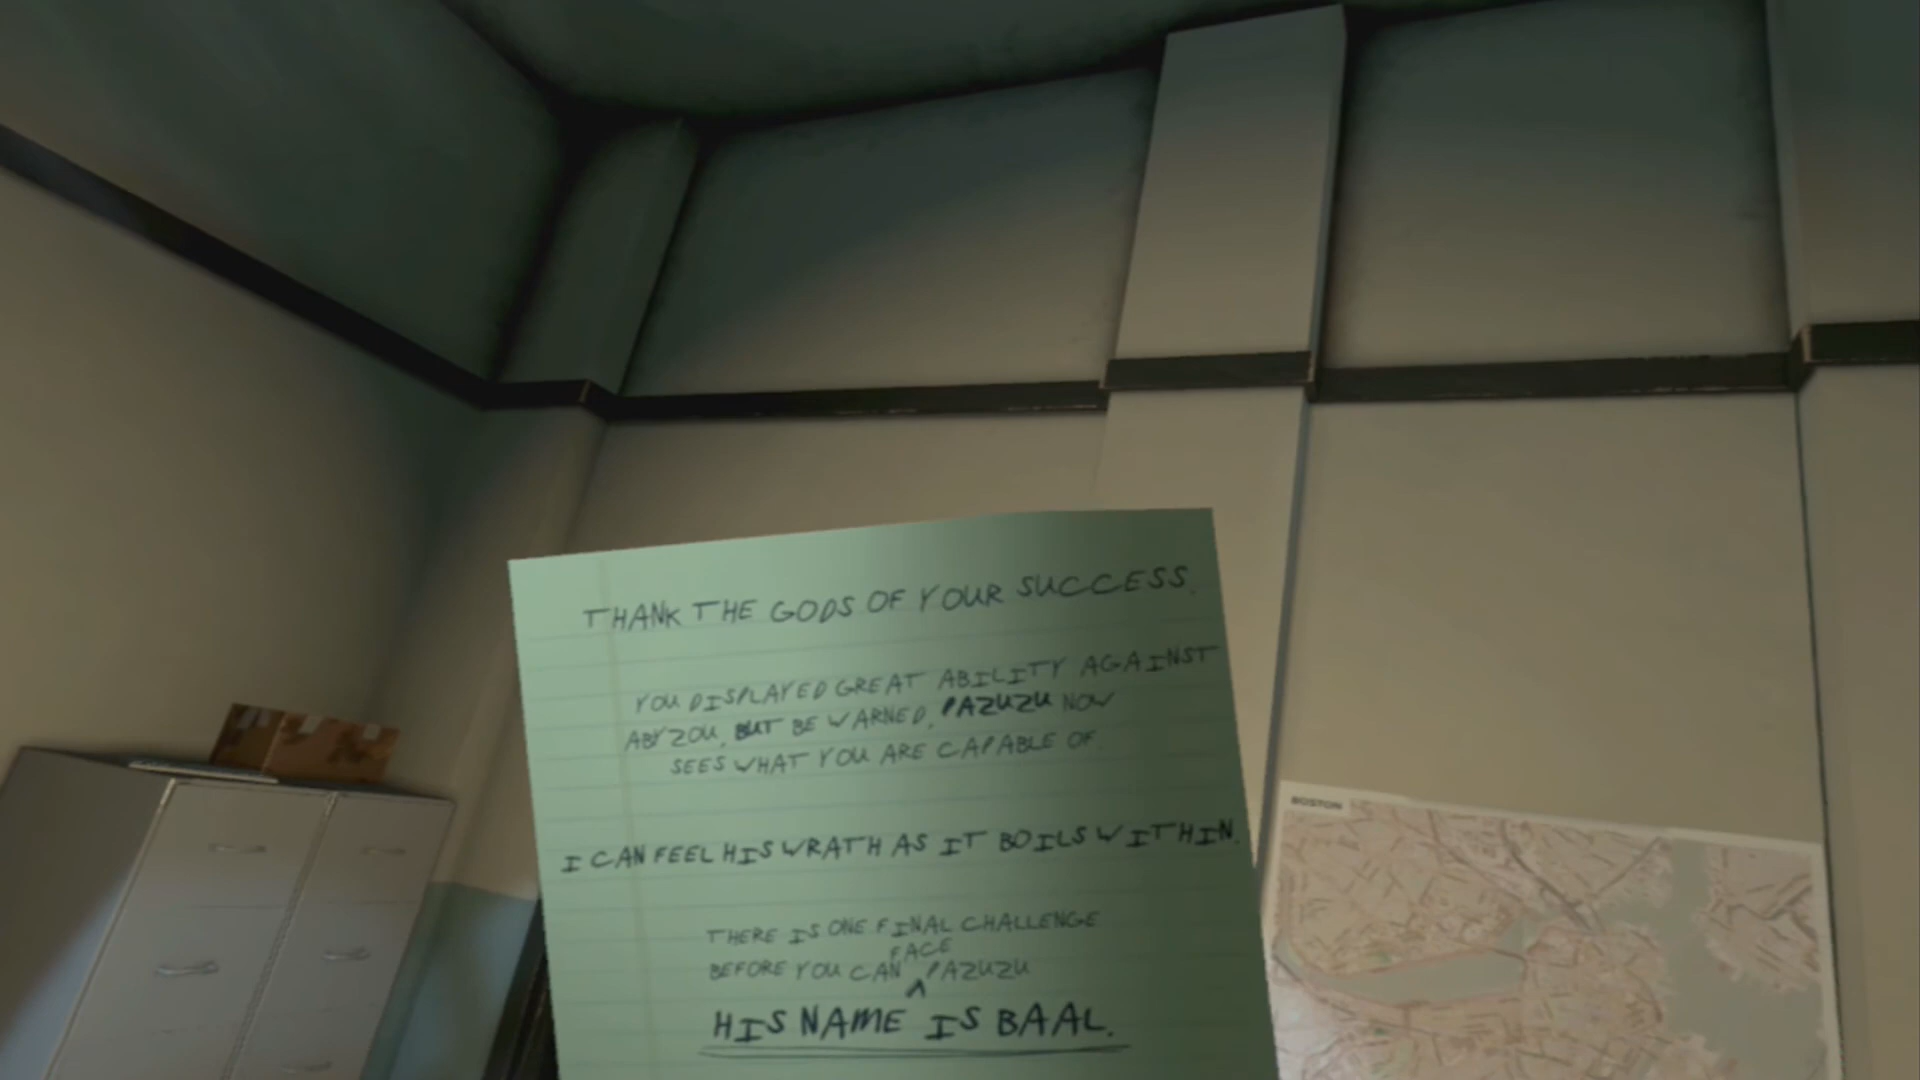 THANK THE GODS OF YOUR SUCCESS.
YOU DISPLAYED GREAT ABILITY AGAINST
ABYZOU, BUT BE WARNED, PAZUZU NOW
SEES WHAT YOU ARE CAPABLE OF
I CAN FEEL HIS WRATH AS IT BOILS WITHIN.
THERE IS ONE FINAL CHALLENGE
FACE
BEFORE YOU CAN ^ PAZUZU
HIS NAME IS BAAL.
BOSTON